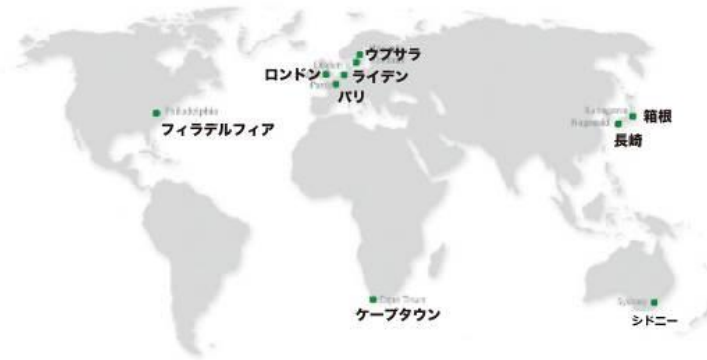 ウプサラ
ロンドン
ライデン
パリ
Philadelphia
フィラデルフィア
箱根
Nagasaki
長崎
Cape Town
ケープタウン
Sydney
シドニー